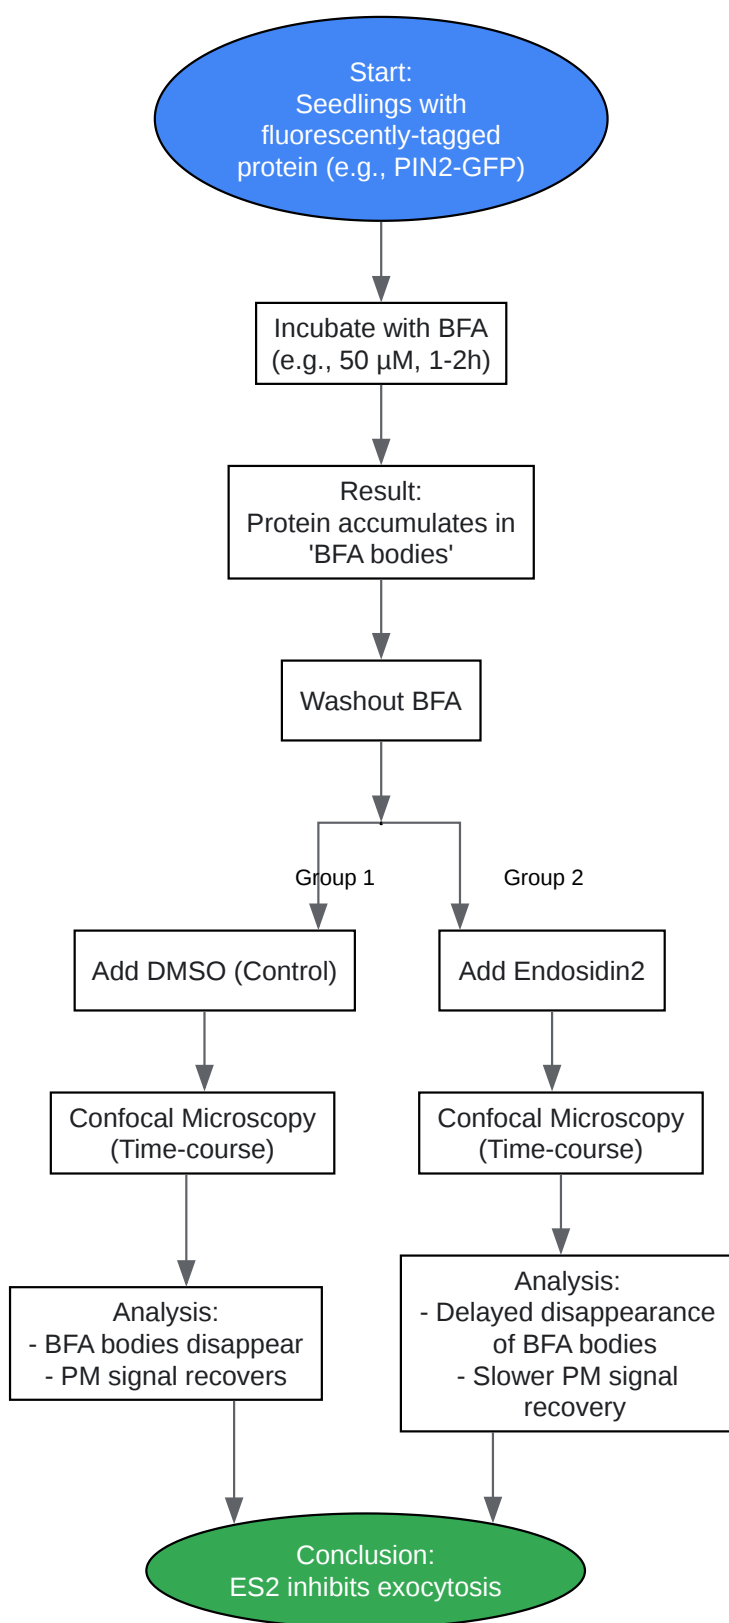 Start:
Seedlings with
fluorescently-tagged
protein (e.g., PIN2-GFP)
Incubate with BFA
(e.g., 50 µM, 1-2h)
Result:
Protein accumulates in
'BFA bodies'
Washout BFA
Group 1
Group 2
Add DMSO (Control)
Add Endosidin2
Confocal Microscopy
(Time-course)
Confocal Microscopy
(Time-course)
Analysis:
- BFA bodies disappear
- PM signal recovers
Analysis:
- Delayed disappearance
of BFA bodies
- Slower PM signal
recovery
Conclusion:
ES2 inhibits exocytosis